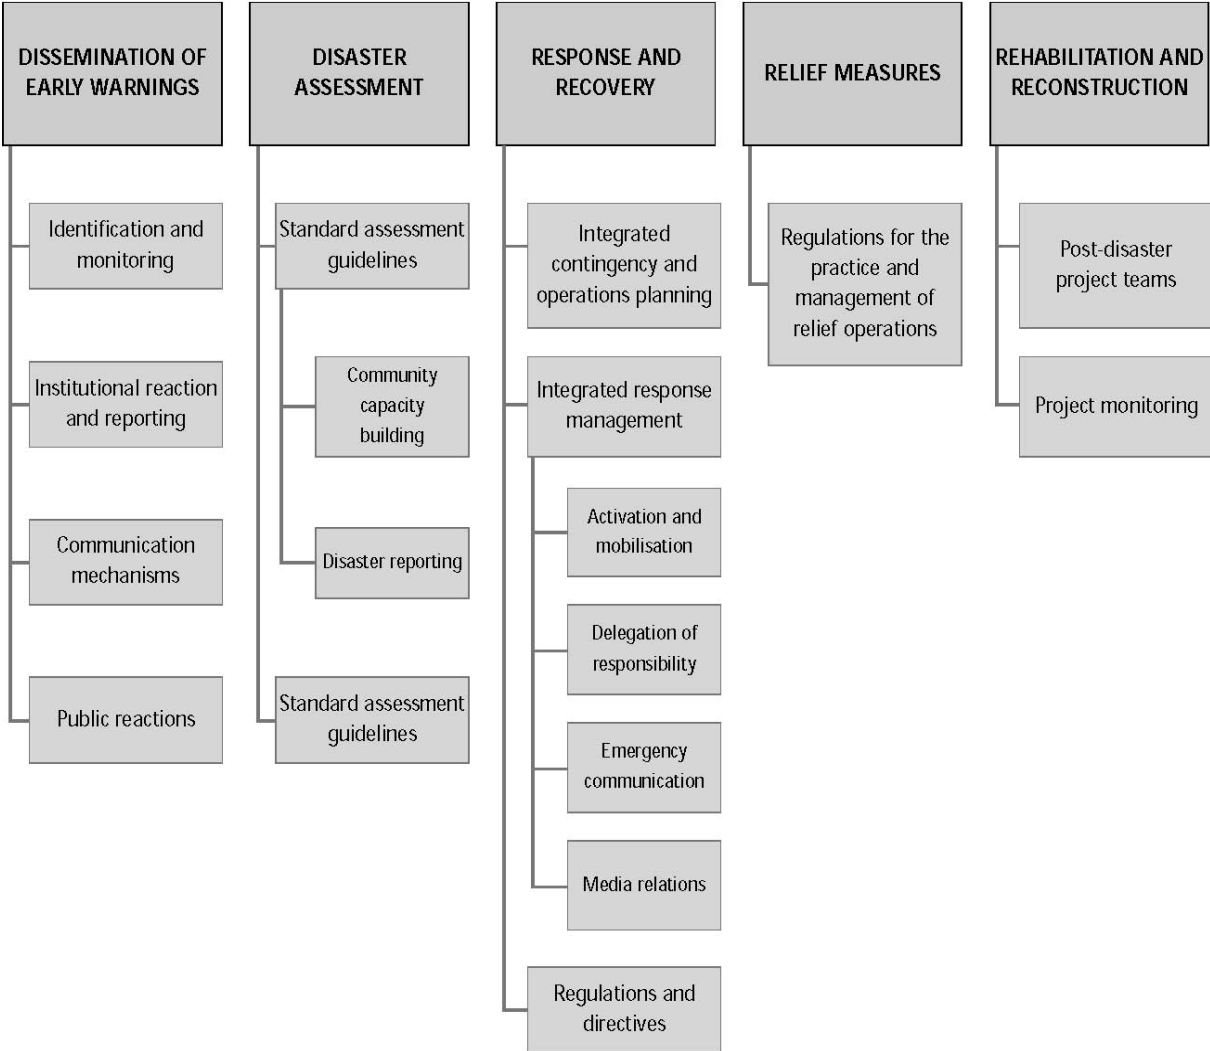 DISSEMINATION OF
EARLY WARNINGS
Identification and
monitoring
Institutional reaction
and reporting
Communication
mechanisms
Public reactions
DISASTER
ASSESSMENT
Standard assessment
guidelines
Community
capacity
building
Disaster reporting
Standard assessment
guidelines
RESPONSE AND
RECOVERY
Integrated
contingency and
operations planning
Integrated response
management
Activation and
mobilisation
Delegation of
responsibility
Emergency
communication
Media relations
Regulations and
directives
RELIEF MEASURES
Regulations for the
practice and
management of
relief operations
REHABILITATION AND
RECONSTRUCTION
Post-disaster
project teams
Project monitoring